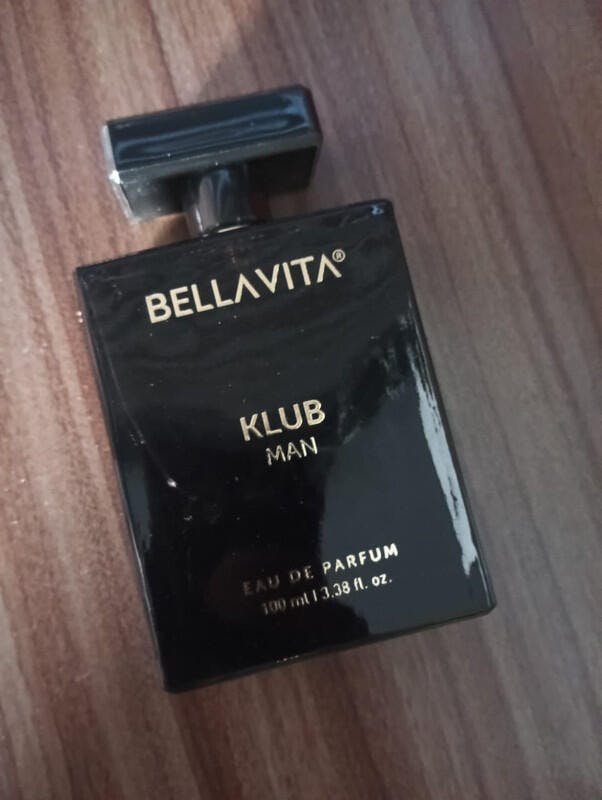 BELLAVITA®
KLUB
MAN
EAU DE PARFUM
100 ml | 3.38 fl. oz.